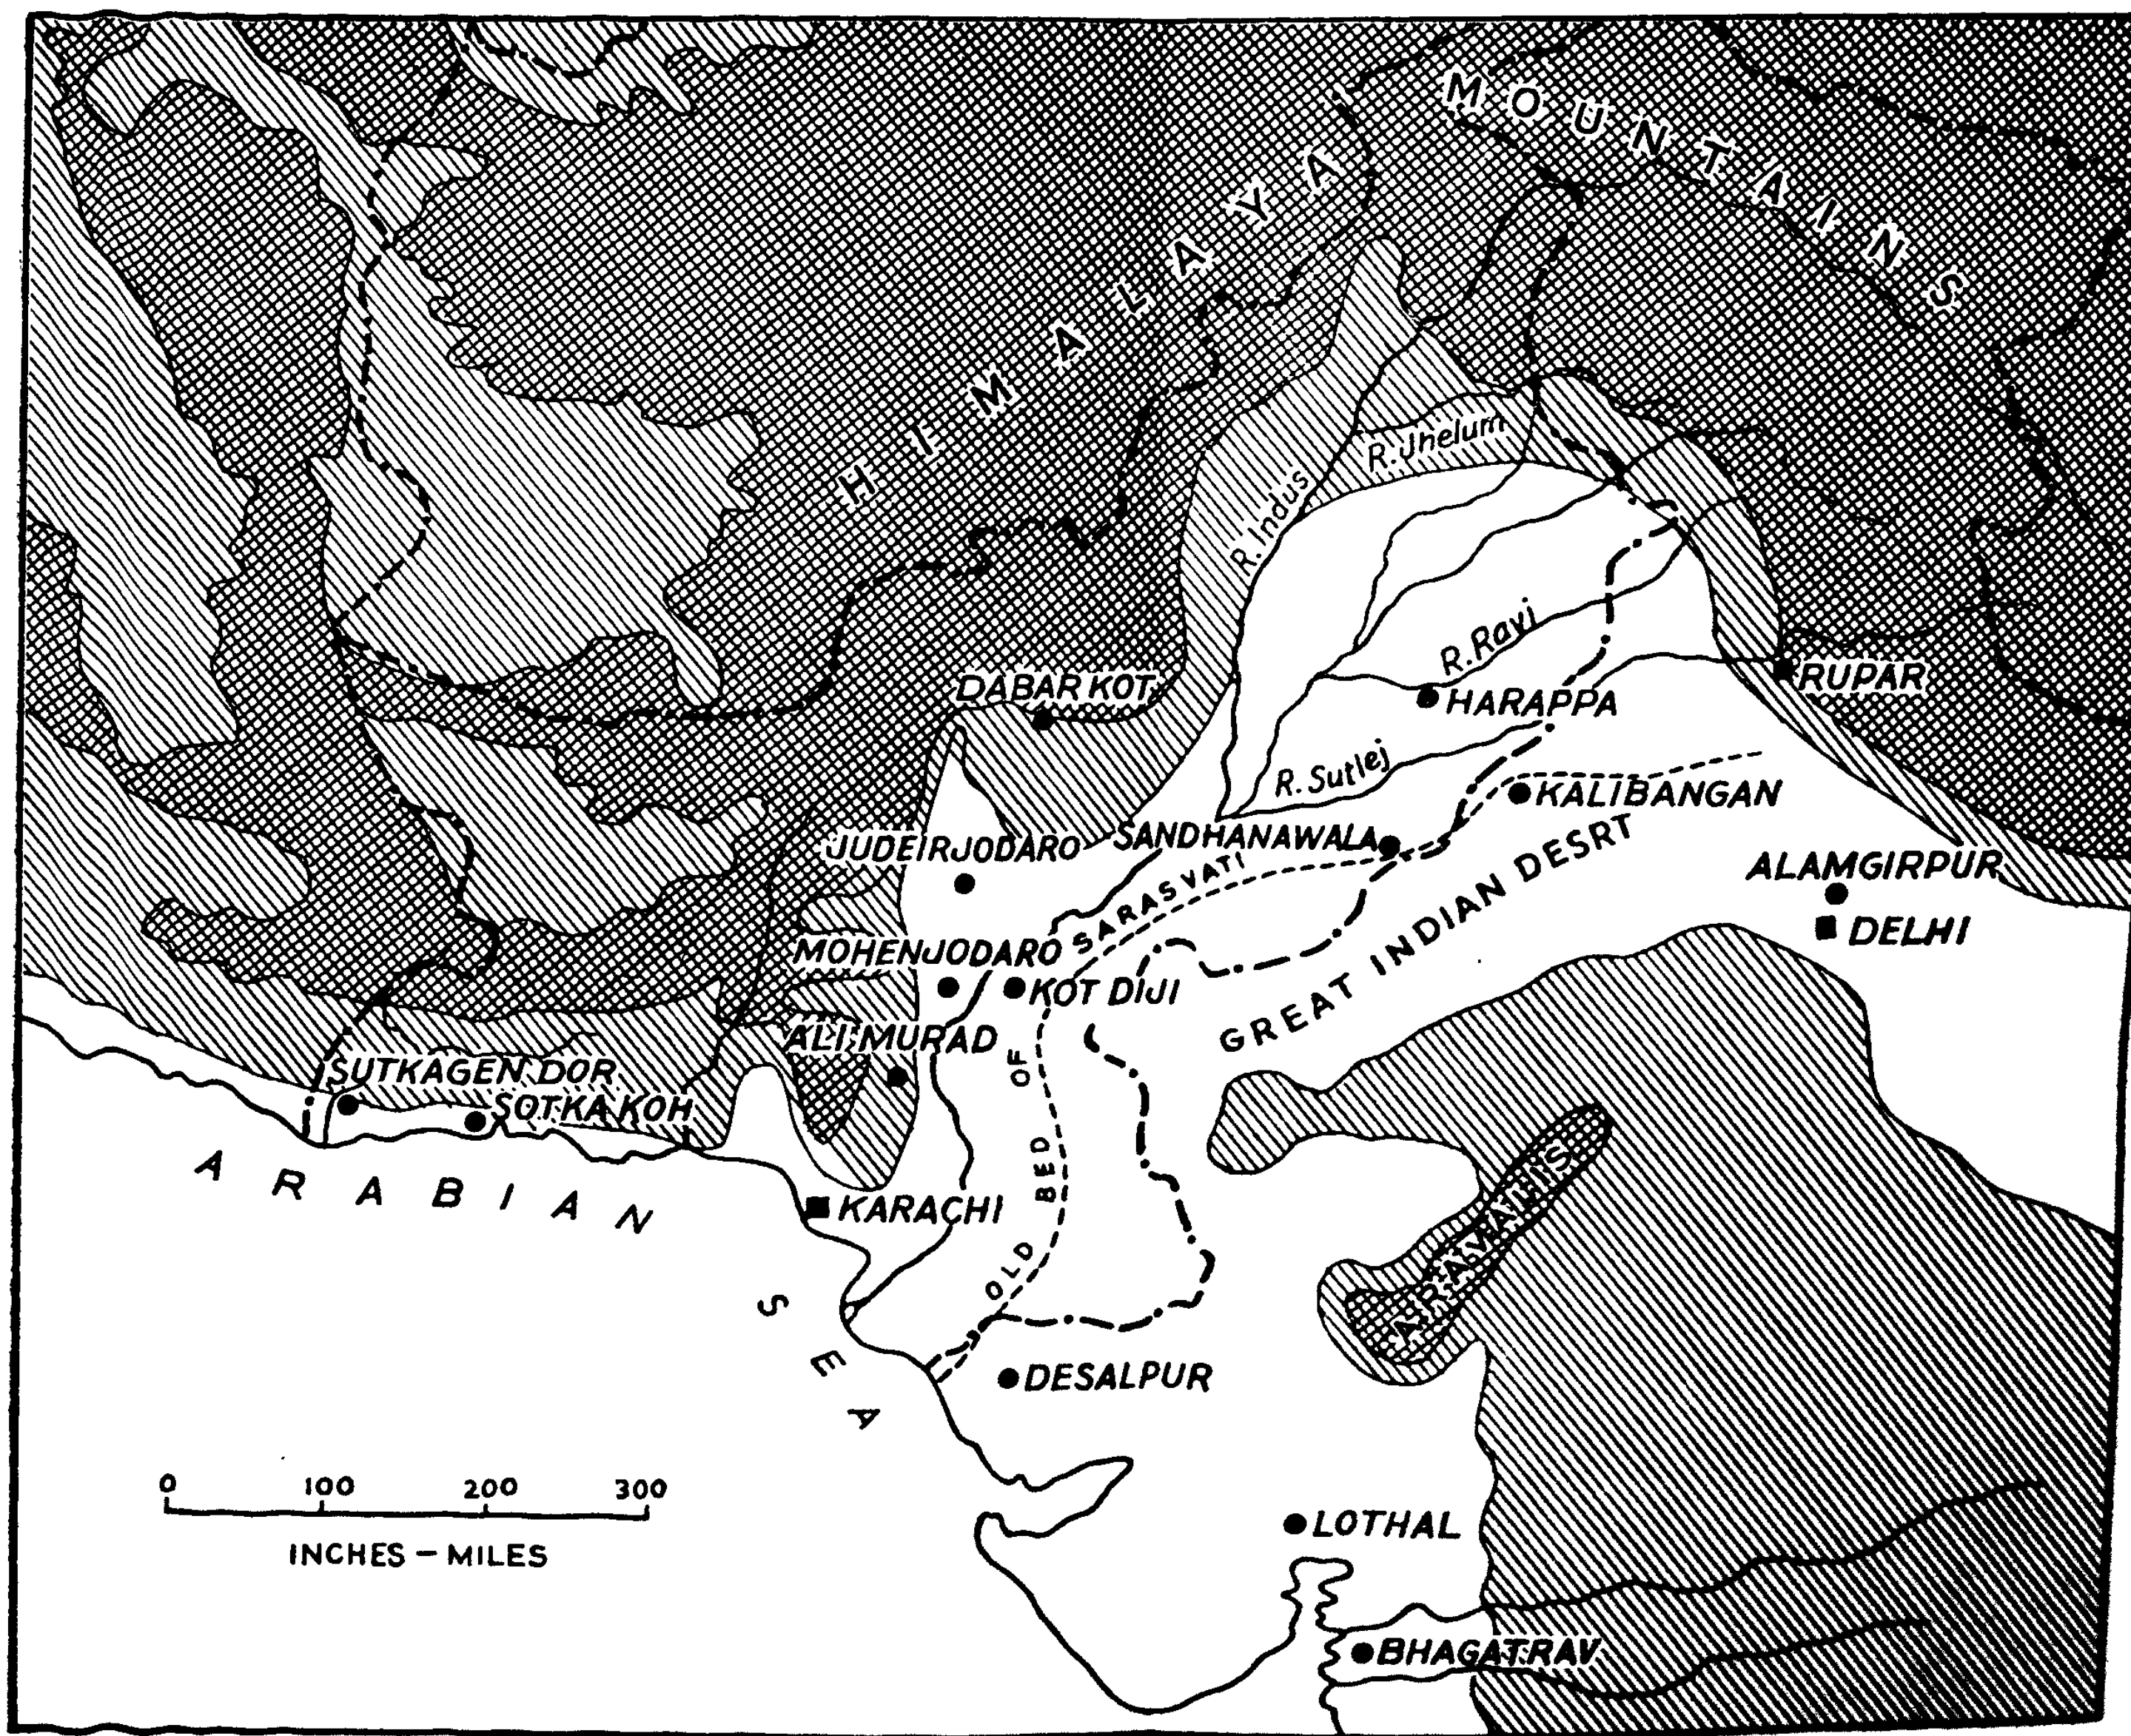 HIMALAYA MOUNTAINS
R. Jhelum
R. Indus
R. Ravi
DABAR KOT
RUPAR
HARAPPA
R. Sutlej
KALIBANGAN
JUDEIRJODARO
SANDHANAWALA
GREAT INDIAN DESRT
ALAMGIRPUR
DELHI
MOHENJODARO
KOT DIJI
OLD BED OF SARASVATI
ALI MURAD
SUTKAGEN DOR
SOTKA KOH
ARABIAN SEA
KARACHI
ARAVALLIS
DESALPUR
0 100 200 300
INCHES – MILES
LOTHAL
BHAGATRAV